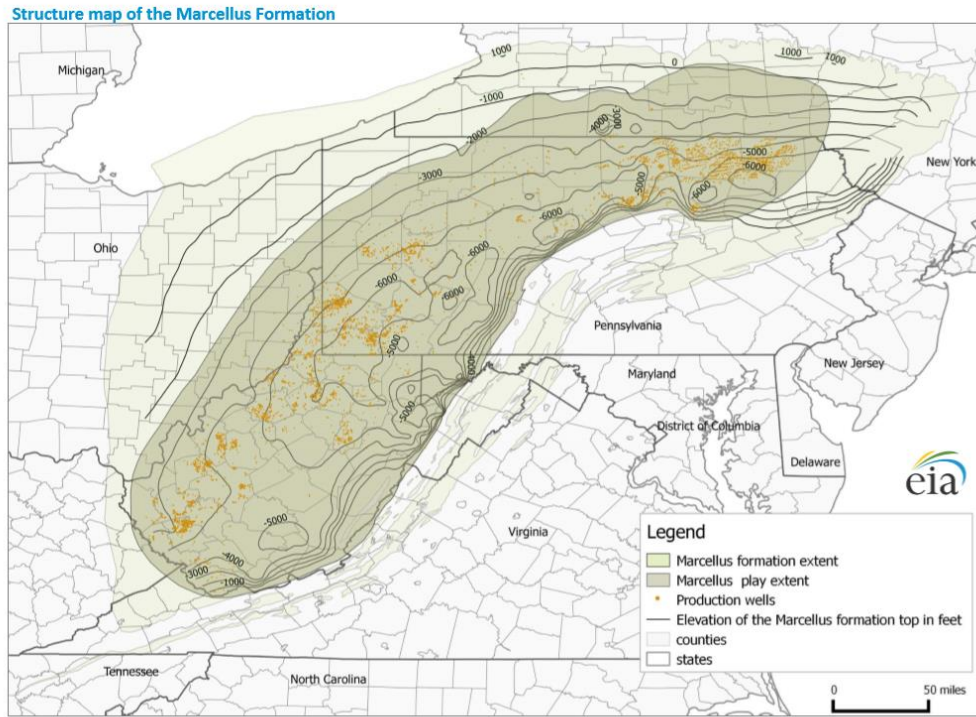 Structure map of the Marcellus Formation
1000
1000
1000
0
Michigan
-1000
-3000
-4000
-2000
-5000
-3000
-6000
-5000
-6000
New York
-6000
Ohio
-6000
-6000
-6000
Pennsylvania
-5000
-4000
Maryland
New Jersey
-5000
District of Columbia
Delaware
eia
-5000
Virginia
Legend
-4000
Marcellus formation extent
-3000
Marcellus play extent
-1000
Production wells
Elevation of the Marcellus formation top in feet
counties
states
Tennessee
North Carolina
0 50 miles